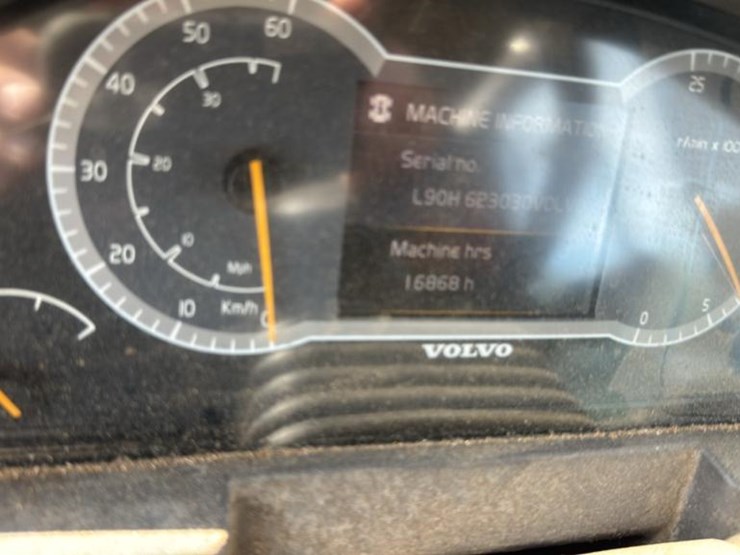 50 60
40
30
30
20
20
10
10
Mph
Km/h
0
MACHINE INFORMATION
Serial no.
L90H 623030VOLV
Machine hrs
16868 h
25
r/min x 100
5
0
VOLVO